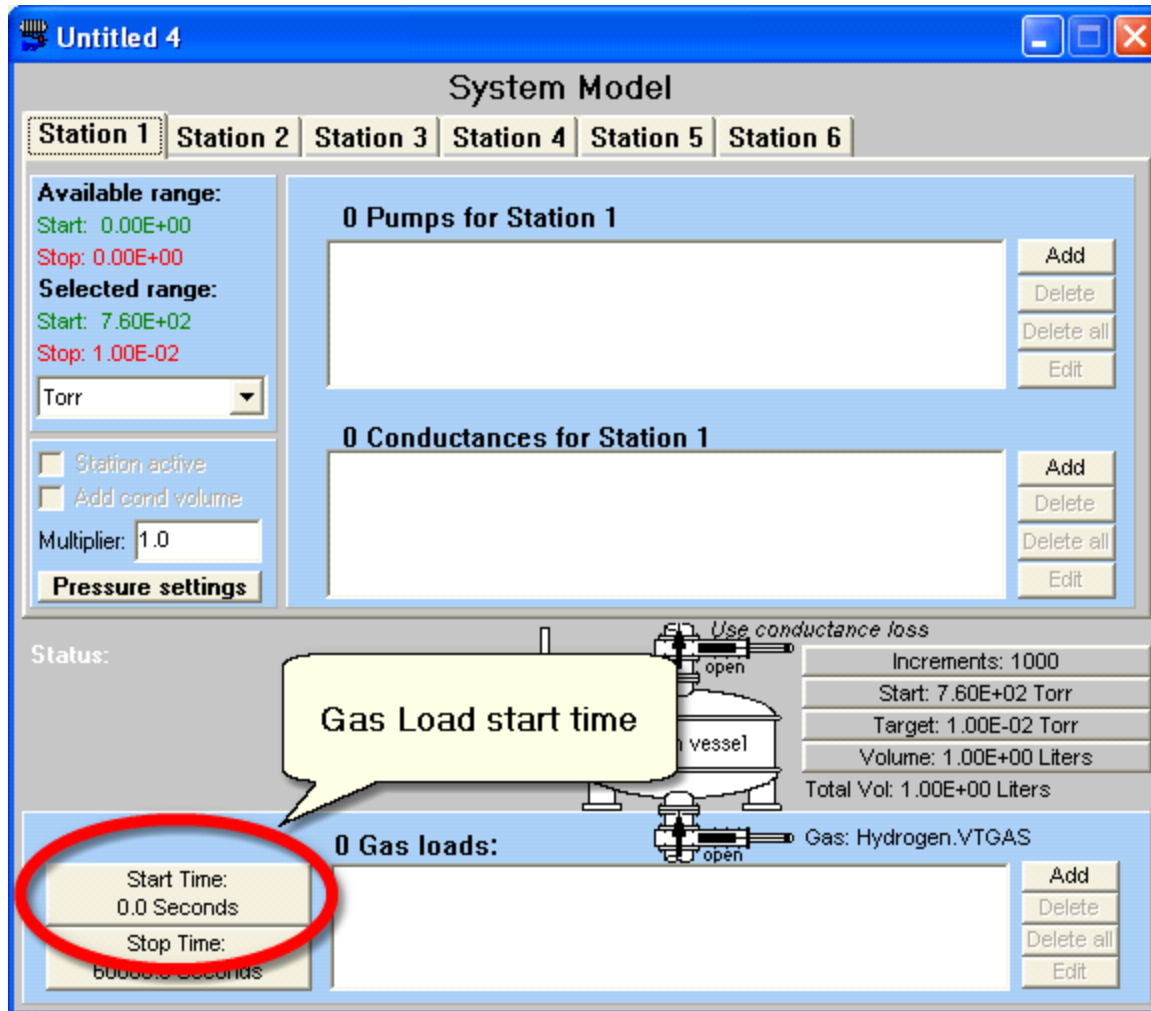 Untitled 4
System Model
Station 1 Station 2 Station 3 Station 4 Station 5 Station 6
Available range:
Start: 0.00E+00
Stop: 0.00E+00
Selected range:
Start: 7.60E+02
Stop: 1.00E-02
Torr
Station active
Add cond volume
Multiplier: 1.0
Pressure settings
0 Pumps for Station 1
Add
Delete
Delete all
Edit
0 Conductances for Station 1
Add
Delete
Delete all
Edit
Status:
Gas Load start time
Use conductance loss
open
vessel
Increments: 1000
Start: 7.60E+02 Torr
Target: 1.00E-02 Torr
Volume: 1.00E+00 Liters
Total Vol: 1.00E+00 Liters
0 Gas loads:
open
Gas: Hydrogen.VTGAS
Start Time:
0.0 Seconds
Stop Time:
Seconds
Add
Delete
Delete all
Edit